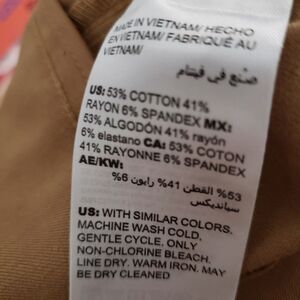 MADE IN VIETNAM/ HECHO
EN VIETNAM/ FABRIQUÉ AU
VIETNAM/
صنع في فيتنام
US: 53% COTTON 41%
RAYON 6% SPANDEX MX:
53% ALGODÓN 41% rayón
6% elastano CA: 53% COTON
41% RAYONNE 6% SPANDEX
AE/KW:
53% القطن 41% رايون 6%
سبانديكس
US: WITH SIMILAR COLORS.
MACHINE WASH COLD,
GENTLE CYCLE. ONLY
NON-CHLORINE BLEACH.
LINE DRY. WARM IRON. MAY
BE DRY CLEANED